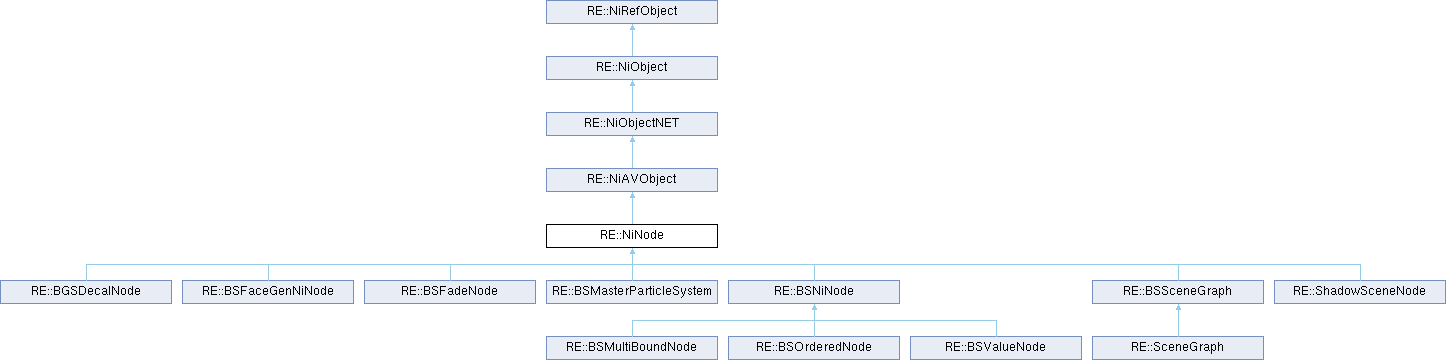 RE::NiRefObject
RE::NiObject
RE::NiObjectNET
RE::NiAVObject
RE::NiNode
RE::BGSDecalNode
RE::BSFaceGenNiNode
RE::BSFadeNode
RE::BSMasterParticleSystem
RE::BSNiNode
RE::BSSceneGraph
RE::ShadowSceneNode
RE::BSMultiBoundNode
RE::BSOrderedNode
RE::BSValueNode
RE::SceneGraph